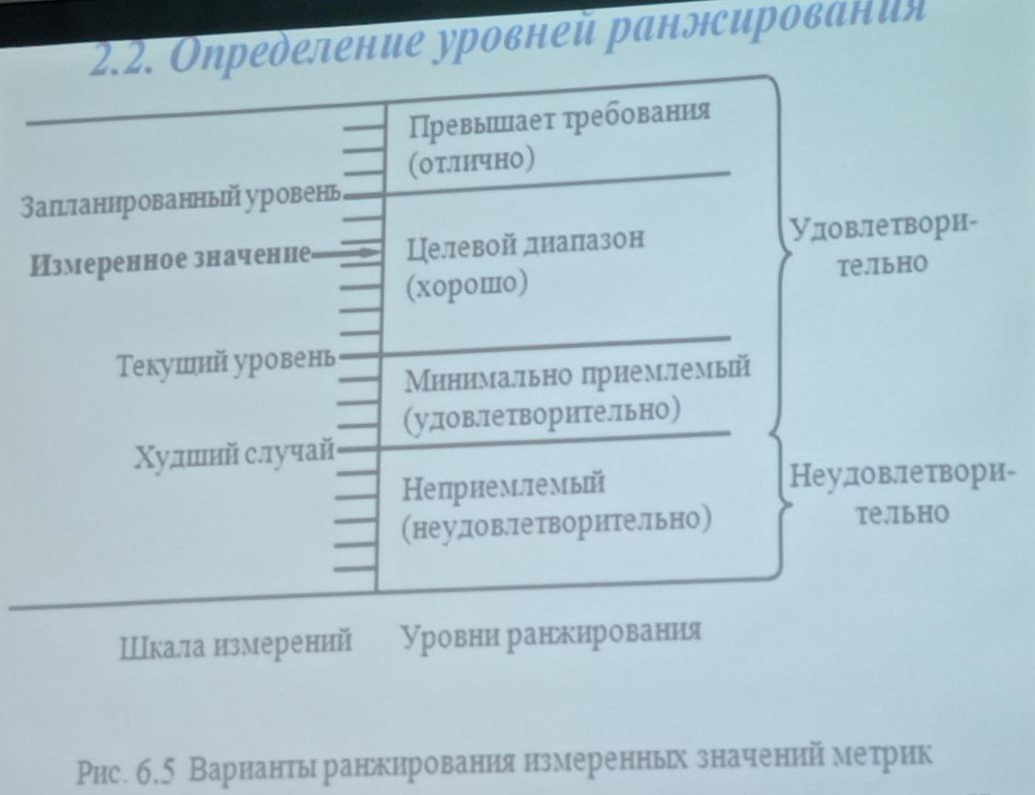 2.2. Определение уровней ранжирования
Превышает требования
(отлично)
Запланированный уровень
Измеренное значение
Целевой диапазон
(хорошо)
Удовлетвори-
тельно
Текущий уровень
Минимально приемлемый
(удовлетворительно)
Худший случай
Неприемлемый
(неудовлетворительно)
Неудовлетвори-
тельно
Шкала измерений
Уровни ранжирования
Рис. 6.5 Варианты ранжирования измеренных значений метрик